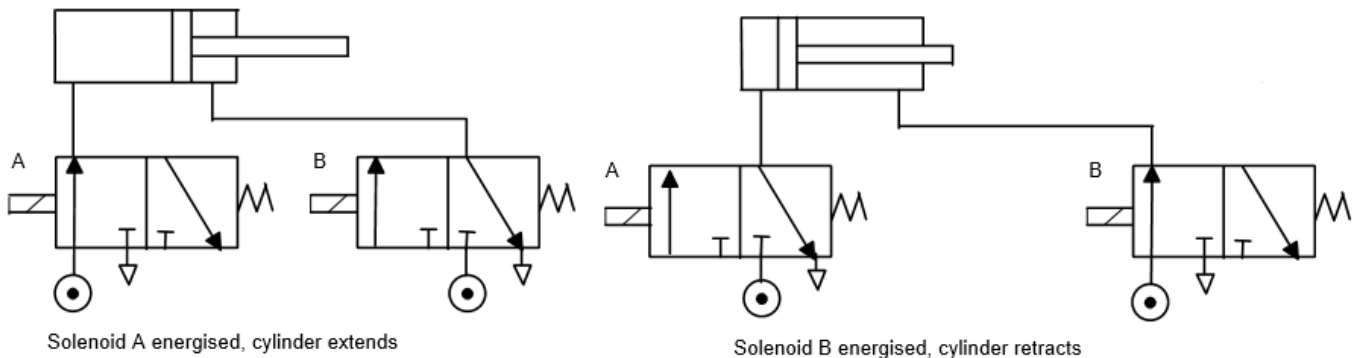 A
B
A
B
Solenoid A energised, cylinder extends
Solenoid B energised, cylinder retracts